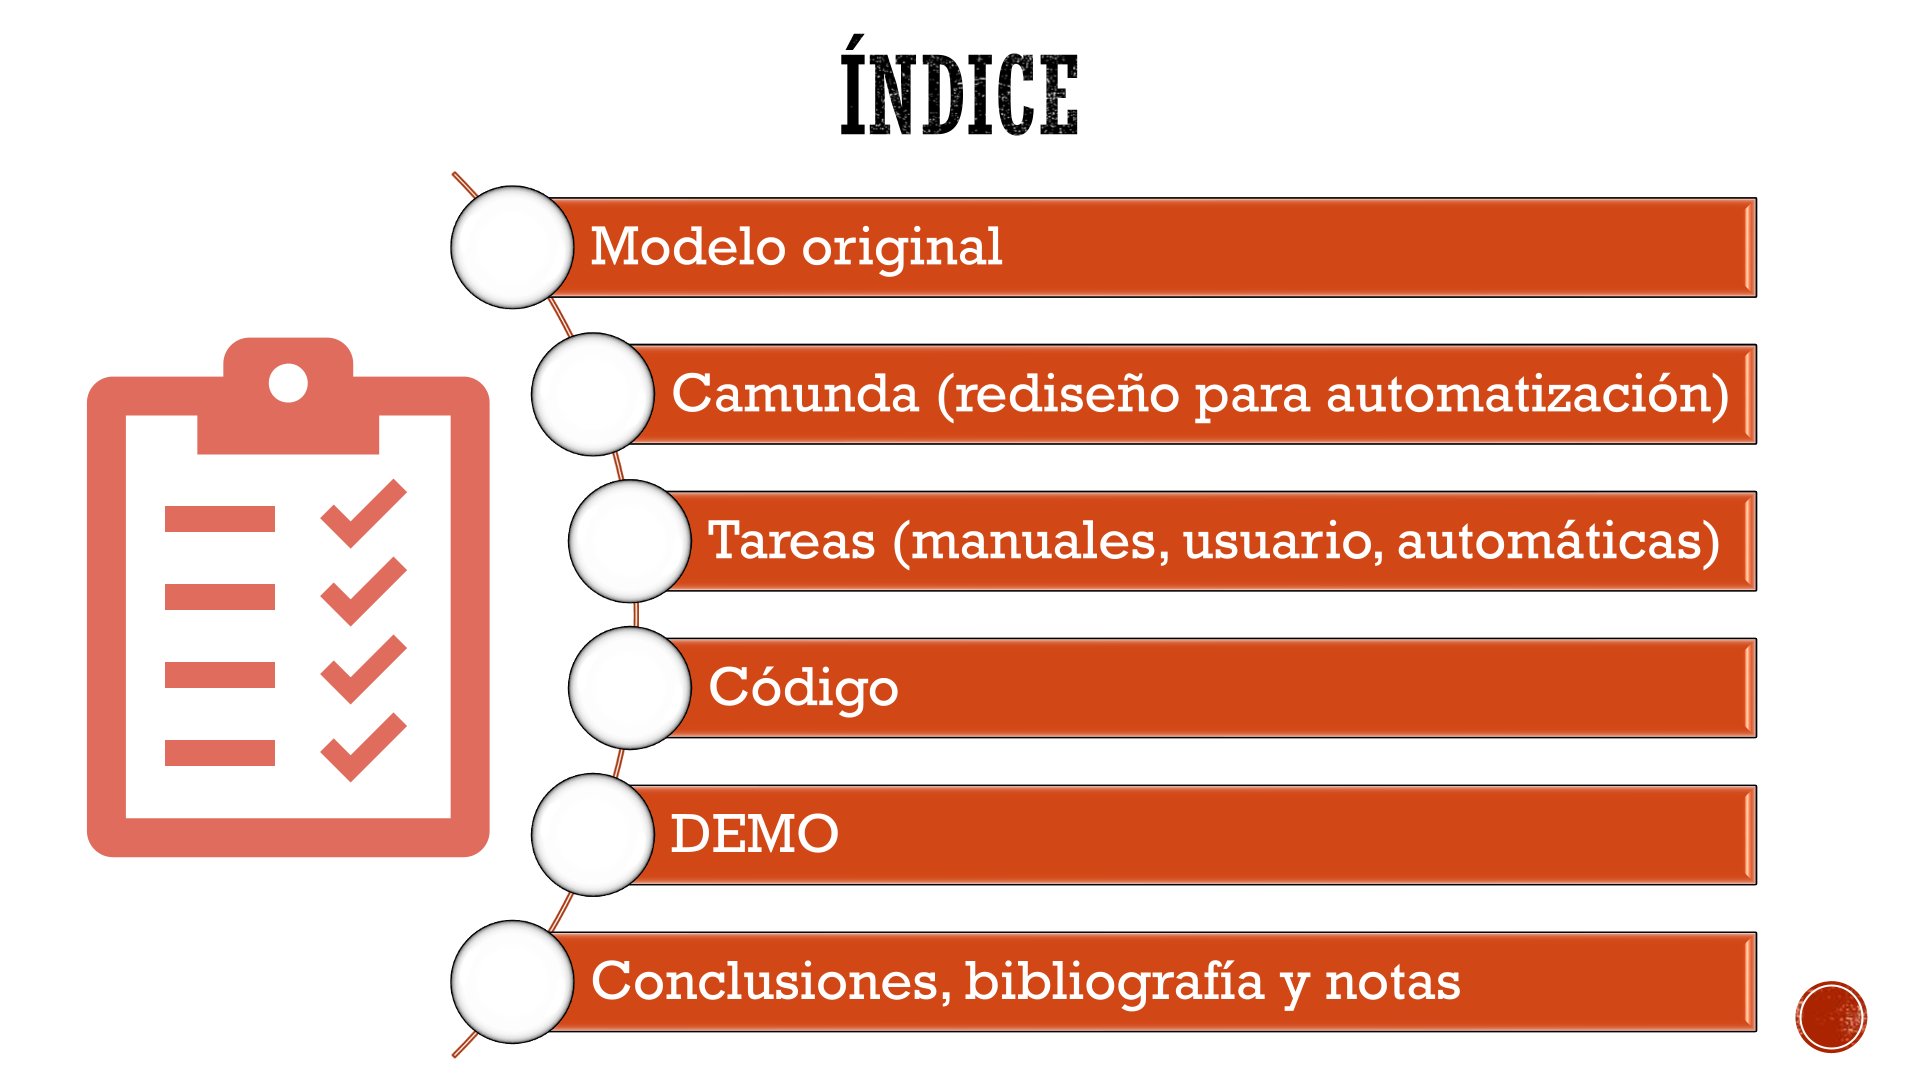 ÍNDICE
Modelo original
Camunda (rediseño para automatización)
Tareas (manuales, usuario, automáticas)
Código
DEMO
Conclusiones, bibliografía y notas